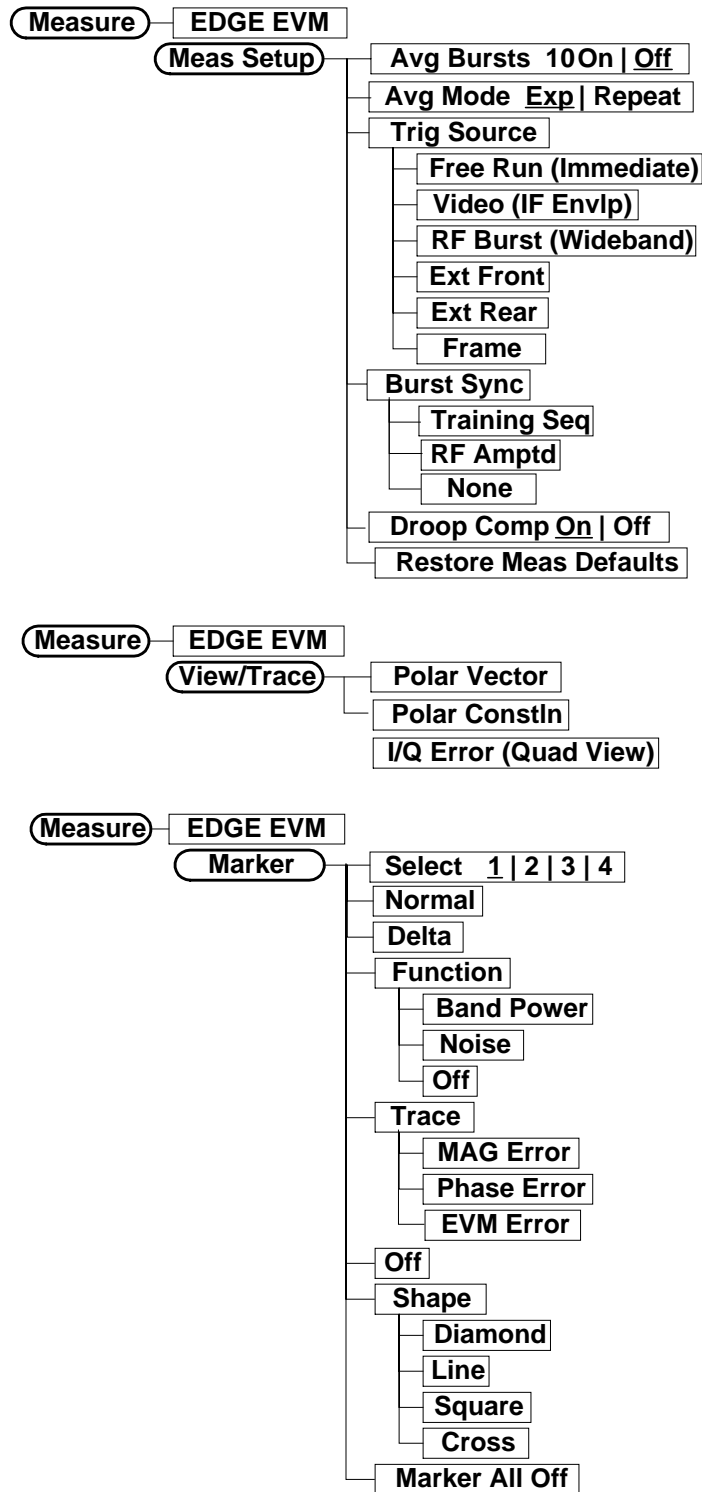 Measure EDGE EVM
Meas Setup Avg Bursts 10On | Off
Avg Mode Exp | Repeat
Trig Source
Free Run (Immediate)
Video (IF Envlp)
RF Burst (Wideband)
Ext Front
Ext Rear
Frame
Burst Sync
Training Seq
RF Amptd
None
Droop Comp On | Off
Restore Meas Defaults
Measure EDGE EVM
View/Trace Polar Vector
Polar Constln
I/Q Error (Quad View)
Measure EDGE EVM
Marker Select 1 | 2 | 3 | 4
Normal
Delta
Function
Band Power
Noise
Off
Trace
MAG Error
Phase Error
EVM Error
Off
Shape
Diamond
Line
Square
Cross
Marker All Off